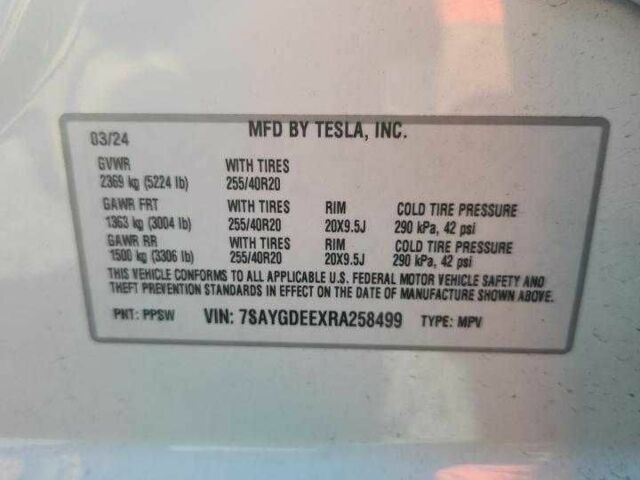 MFD BY TESLA, INC.
03/24
GVWR WITH TIRES
2369 kg (5224 lb) 255/40R20
GAWR FRT WITH TIRES RIM COLD TIRE PRESSURE
1363 kg (3004 lb) 255/40R20 20X9.5J 290 kPa, 42 psi
GAWR RR WITH TIRES RIM COLD TIRE PRESSURE
1500 kg (3306 lb) 255/40R20 20X9.5J 290 kPa, 42 psi
THIS VEHICLE CONFORMS TO ALL APPLICABLE U.S. FEDERAL MOTOR VEHICLE SAFETY AND
THEFT PREVENTION STANDARDS IN EFFECT ON THE DATE OF MANUFACTURE SHOWN ABOVE.
PNT: PPSW VIN: 7SAYGDEEXRA258499 TYPE: MPV